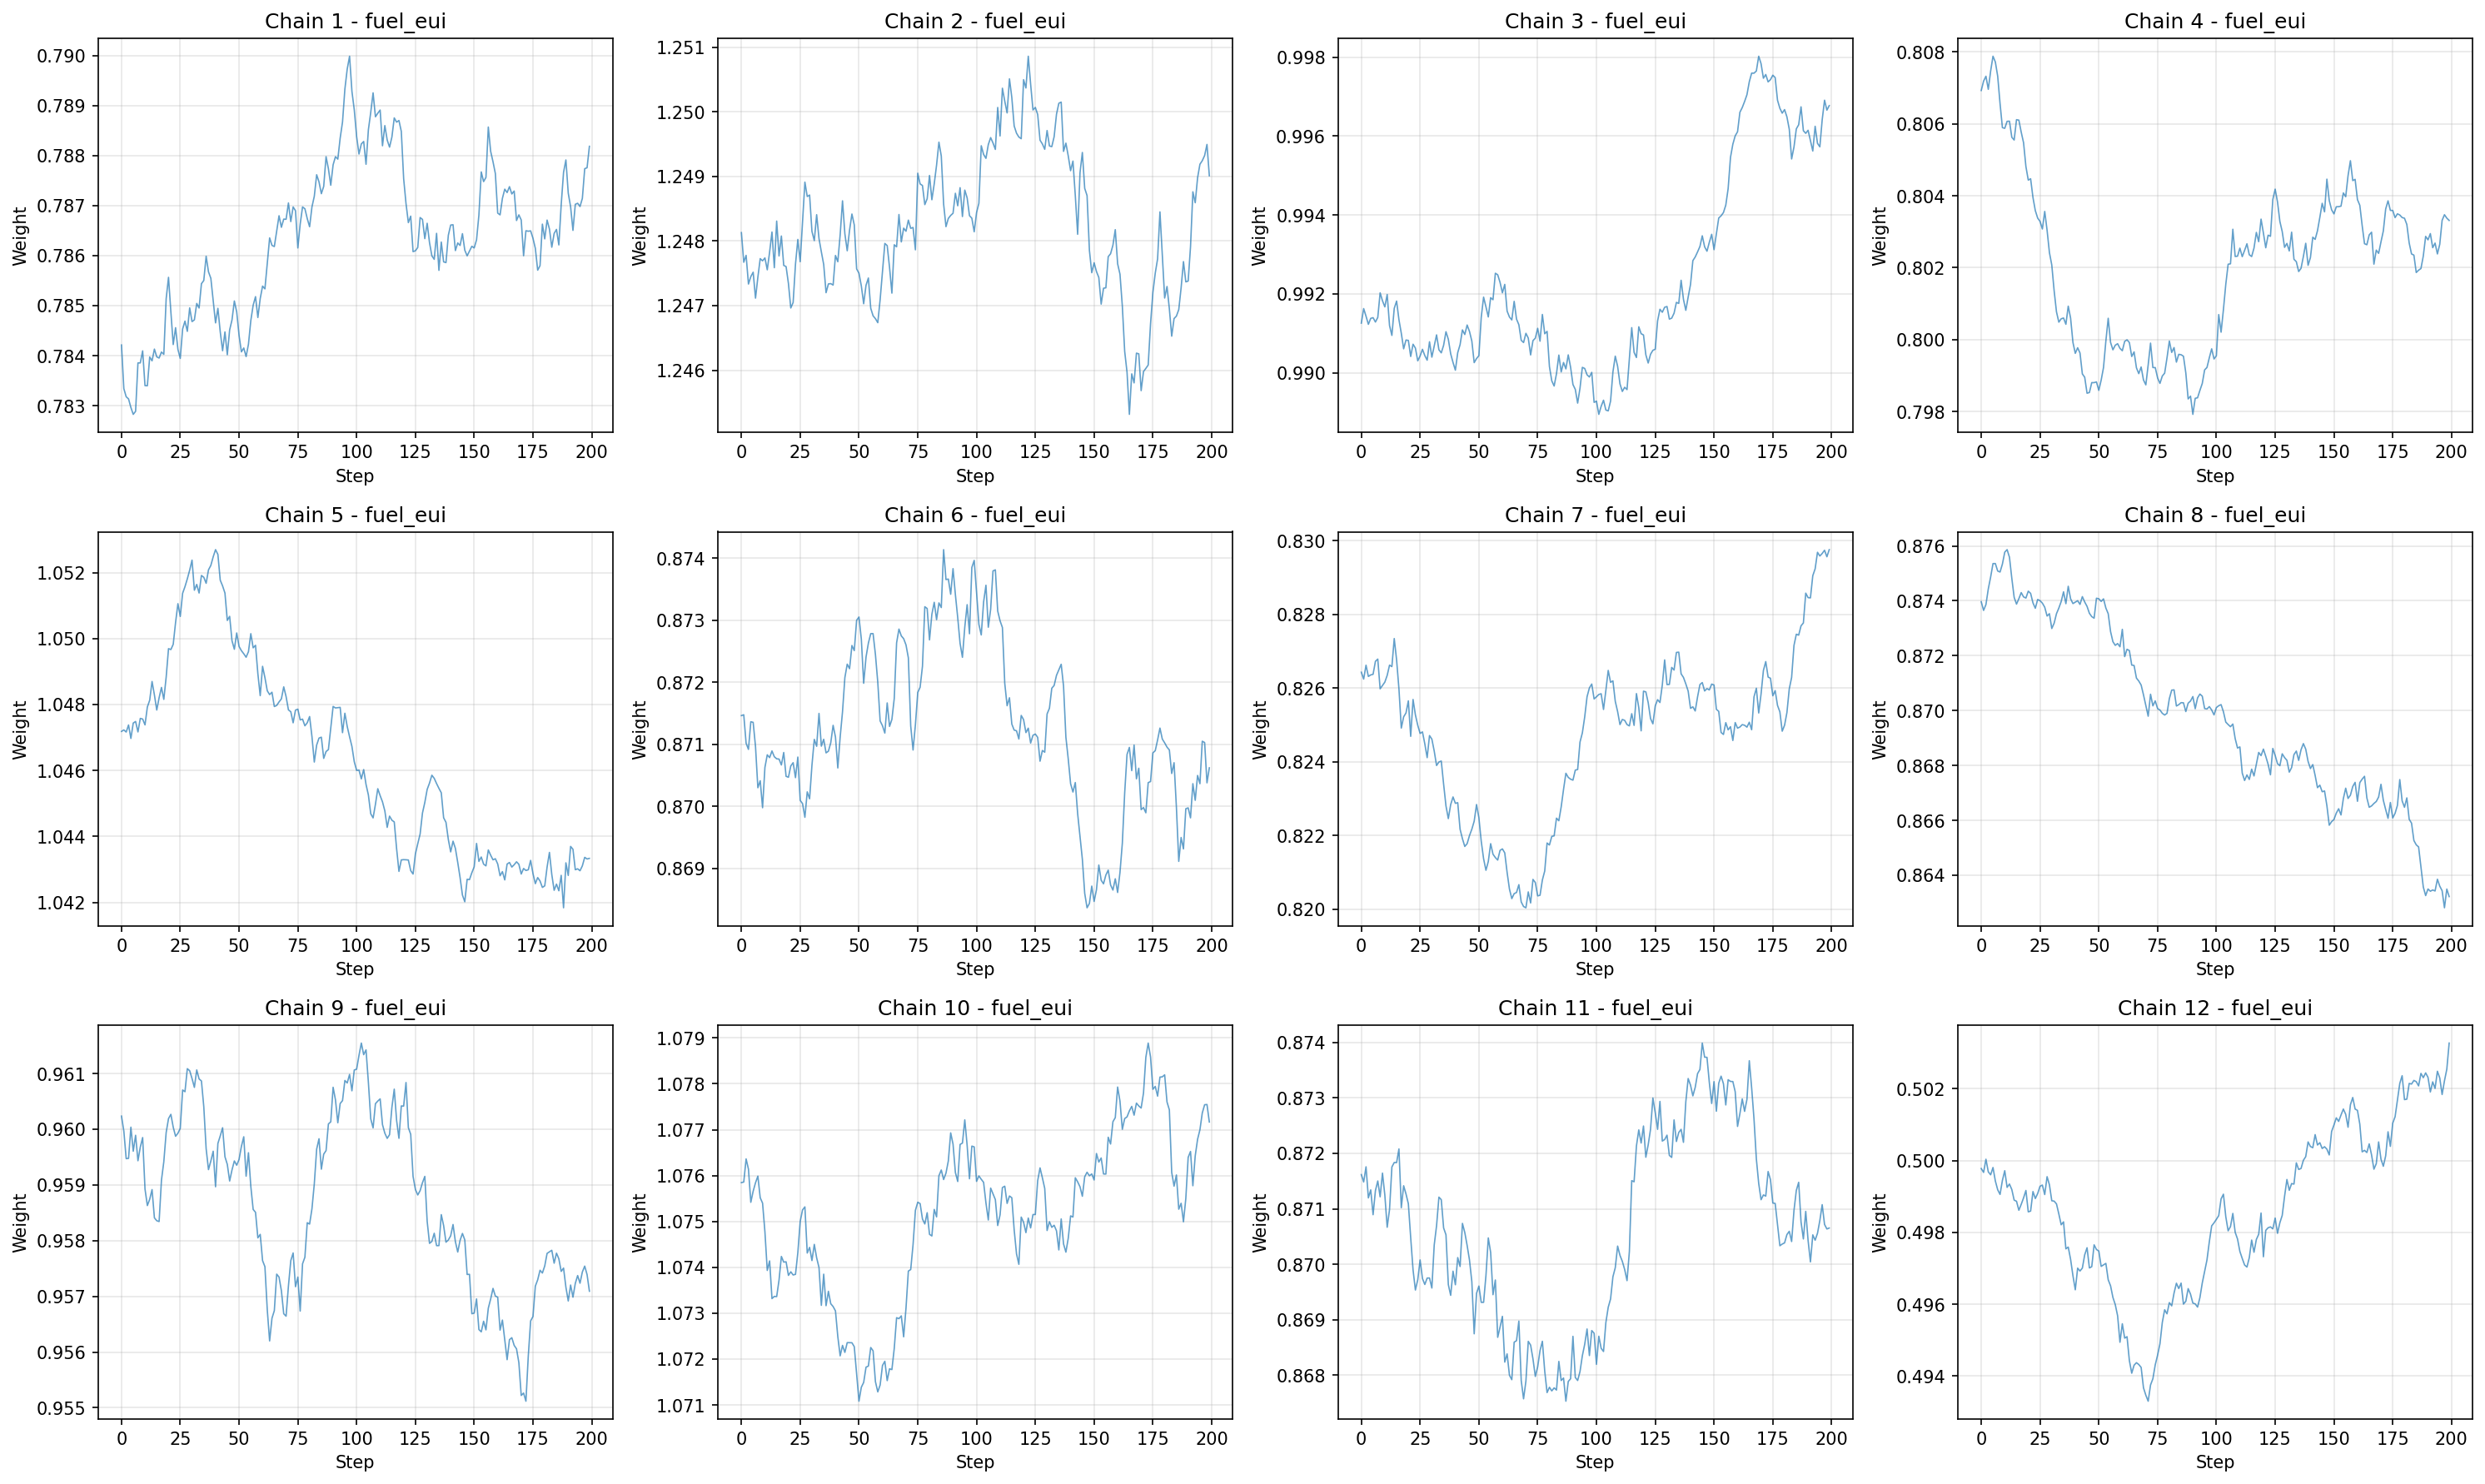 Chain 1 - fuel_eui
Weight
0.790
0.789
0.788
0.787
0.786
0.785
0.784
0.783
0 25 50 75 100 125 150 175 200
Step
Chain 2 - fuel_eui
Weight
1.251
1.250
1.249
1.248
1.247
1.246
0 25 50 75 100 125 150 175 200
Step
Chain 3 - fuel_eui
Weight
0.998
0.996
0.994
0.992
0.990
0 25 50 75 100 125 150 175 200
Step
Chain 4 - fuel_eui
Weight
0.808
0.806
0.804
0.802
0.800
0.798
0 25 50 75 100 125 150 175 200
Step
Chain 5 - fuel_eui
Weight
1.052
1.050
1.048
1.046
1.044
1.042
0 25 50 75 100 125 150 175 200
Step
Chain 6 - fuel_eui
Weight
0.874
0.873
0.872
0.871
0.870
0.869
0 25 50 75 100 125 150 175 200
Step
Chain 7 - fuel_eui
Weight
0.830
0.828
0.826
0.824
0.822
0.820
0 25 50 75 100 125 150 175 200
Step
Chain 8 - fuel_eui
Weight
0.876
0.874
0.872
0.870
0.868
0.866
0.864
0 25 50 75 100 125 150 175 200
Step
Chain 9 - fuel_eui
Weight
0.961
0.960
0.959
0.958
0.957
0.956
0.955
0 25 50 75 100 125 150 175 200
Step
Chain 10 - fuel_eui
Weight
1.079
1.078
1.077
1.076
1.075
1.074
1.073
1.072
1.071
0 25 50 75 100 125 150 175 200
Step
Chain 11 - fuel_eui
Weight
0.874
0.873
0.872
0.871
0.870
0.869
0.868
0 25 50 75 100 125 150 175 200
Step
Chain 12 - fuel_eui
Weight
0.502
0.500
0.498
0.496
0.494
0 25 50 75 100 125 150 175 200
Step